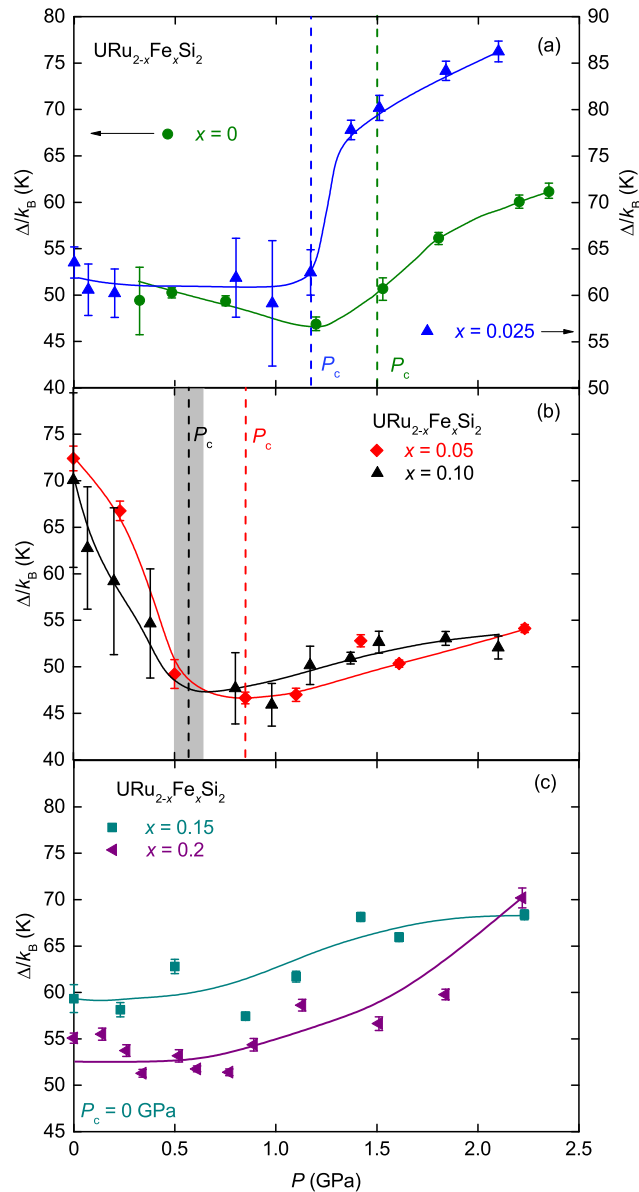 80
90
URu2-xFexSi2
(a)
75
85
70
80
x = 0
65
75
Δ/kB (K)
60
70
Δ/kB (K)
55
65
50
60
45
55
x = 0.025
Pc
Pc
40
50
Pc
Pc
URu2-xFexSi2
(b)
75
x = 0.05
x = 0.10
70
65
Δ/kB (K)
60
55
50
45
40
URu2-xFexSi2
(c)
80
x = 0.15
75
x = 0.2
70
Δ/kB (K)
65
60
55
50
Pc = 0 GPa
45
0.0
0.5
1.0
1.5
2.0
2.5
P (GPa)